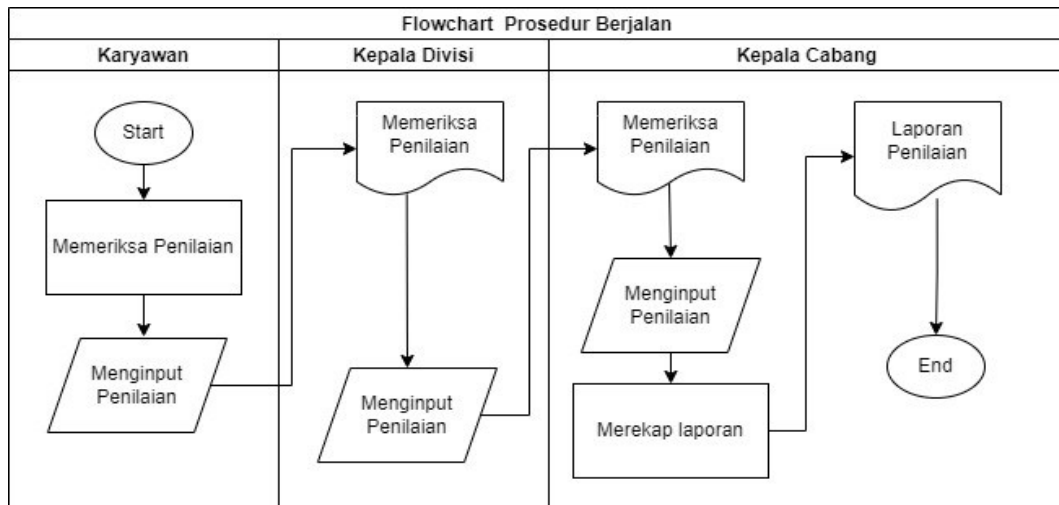 Flowchart  Prosedur Berjalan
Karyawan
Kepala Divisi
Kepala Cabang
Start
Memeriksa Penilaian
Menginput
Penilaian
Memeriksa
Penilaian
Menginput
Penilaian
Memeriksa
Penilaian
Menginput
Penilaian
Merekap laporan
Laporan
Penilaian
End